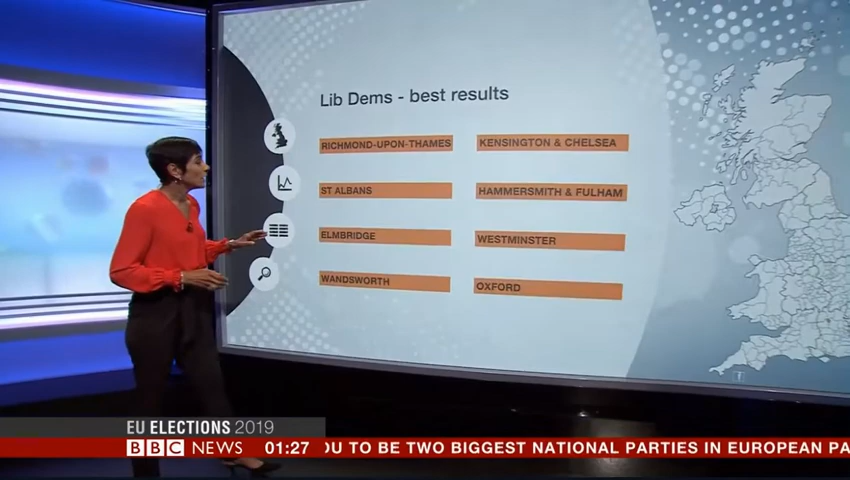 Lib Dems - best results
RICHMOND-UPON-THAMES
KENSINGTON & CHELSEA
ST ALBANS
HAMMERSMITH & FULHAM
ELMBRIDGE
WESTMINSTER
WANDSWORTH
OXFORD
EU ELECTIONS 2019
BBC NEWS 01:27 OU TO BE TWO BIGGEST NATIONAL PARTIES IN EUROPEAN PA